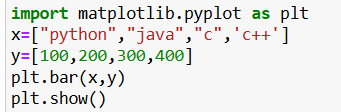 import matplotlib.pyplot as plt
x=["python","java","c",'c++']
y=[100,200,300,400]
plt.bar(x,y)
plt.show()